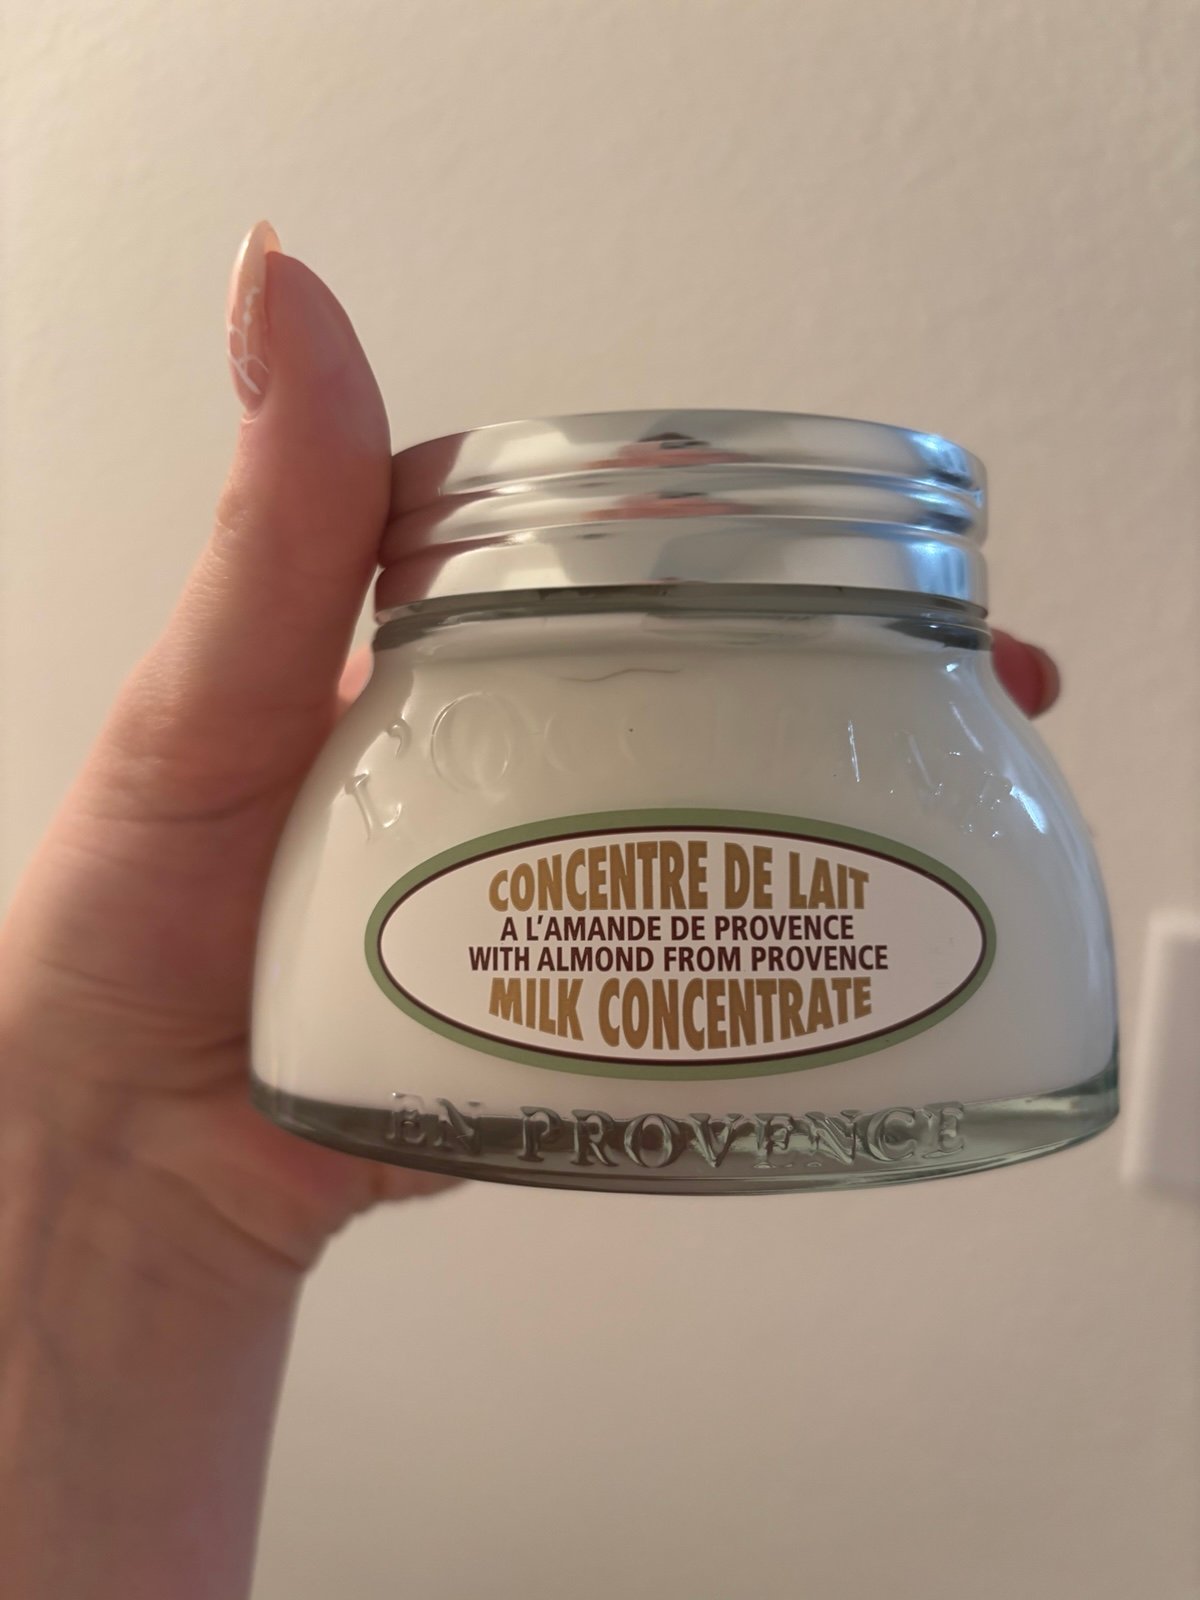 L'OCCITANE
CONCENTRE DE LAIT
A L'AMANDE DE PROVENCE
WITH ALMOND FROM PROVENCE
MILK CONCENTRATE
EN PROVENCE